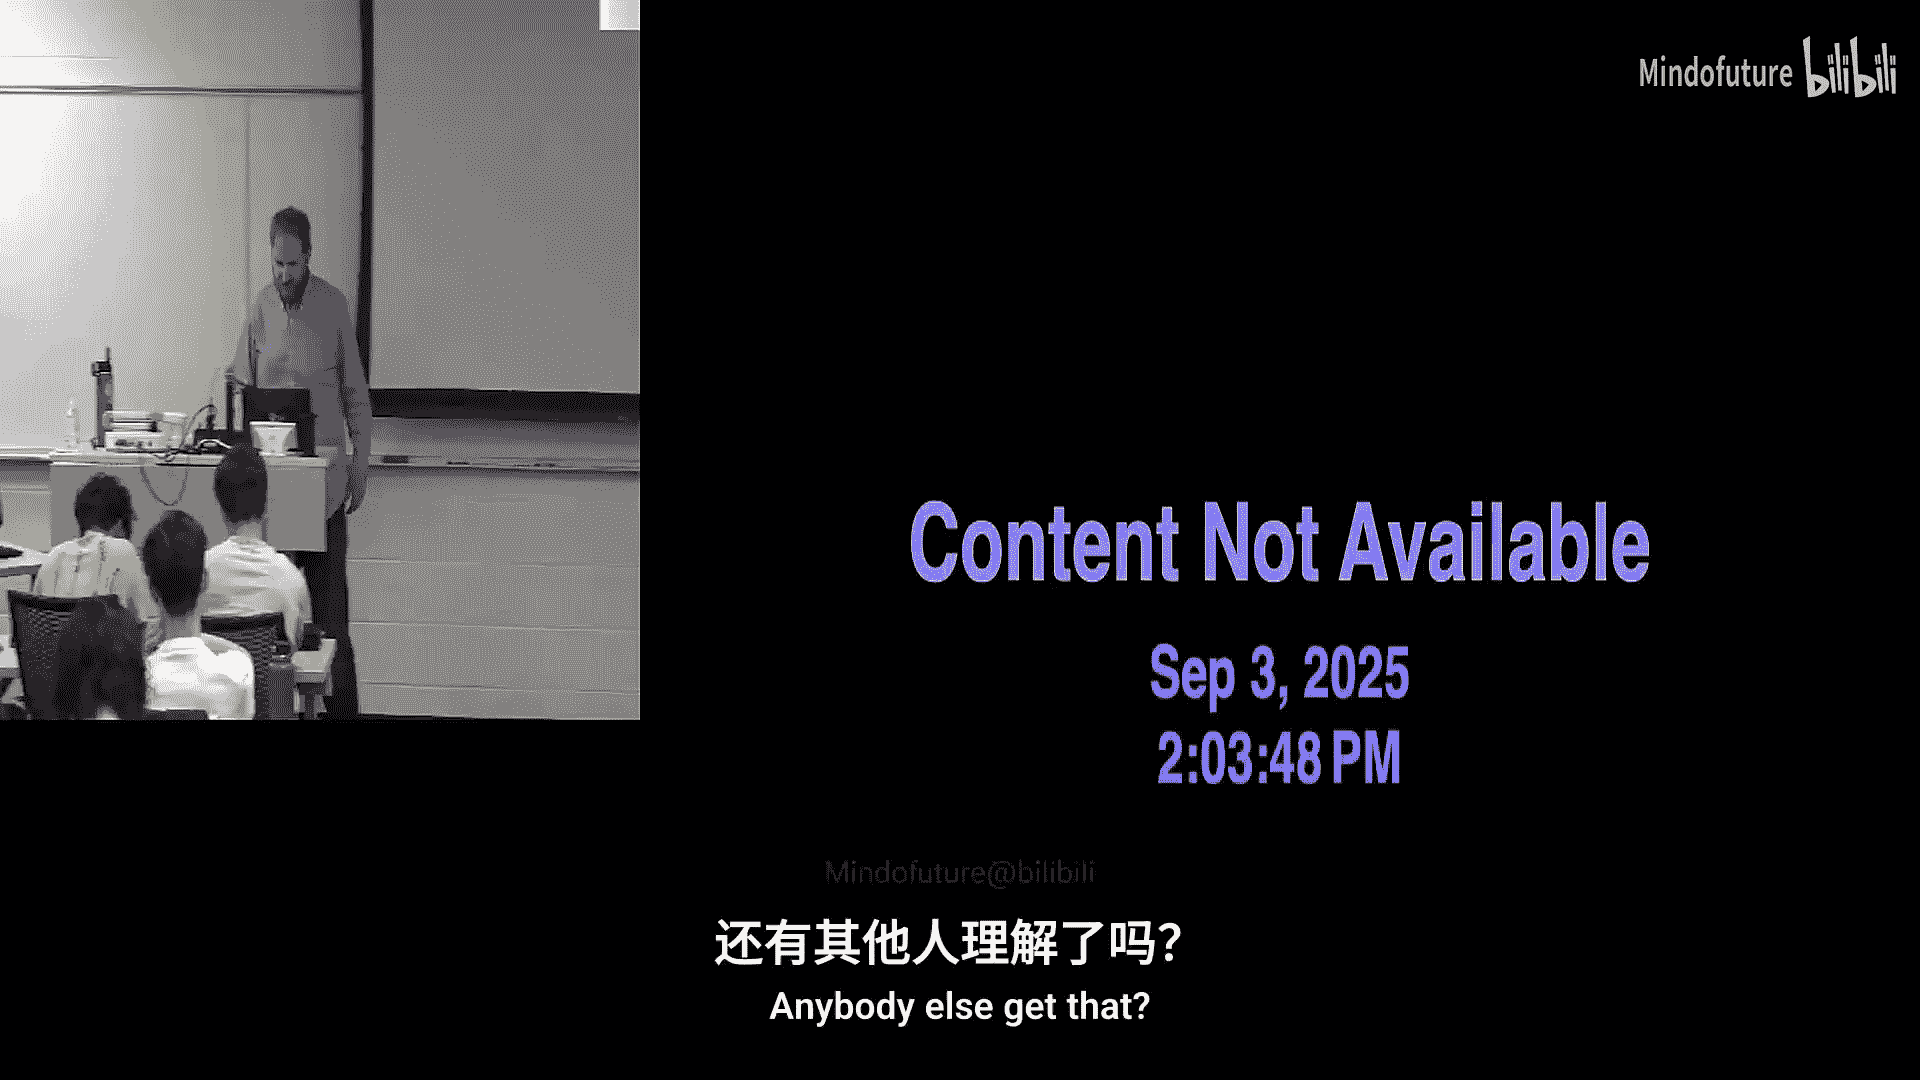 Mindofuture bilibili
Content Not Available
Sep 3, 2025
2:03:48 PM
Mindofuture@bilibili
还有其他人理解了吗？
Anybody else get that?